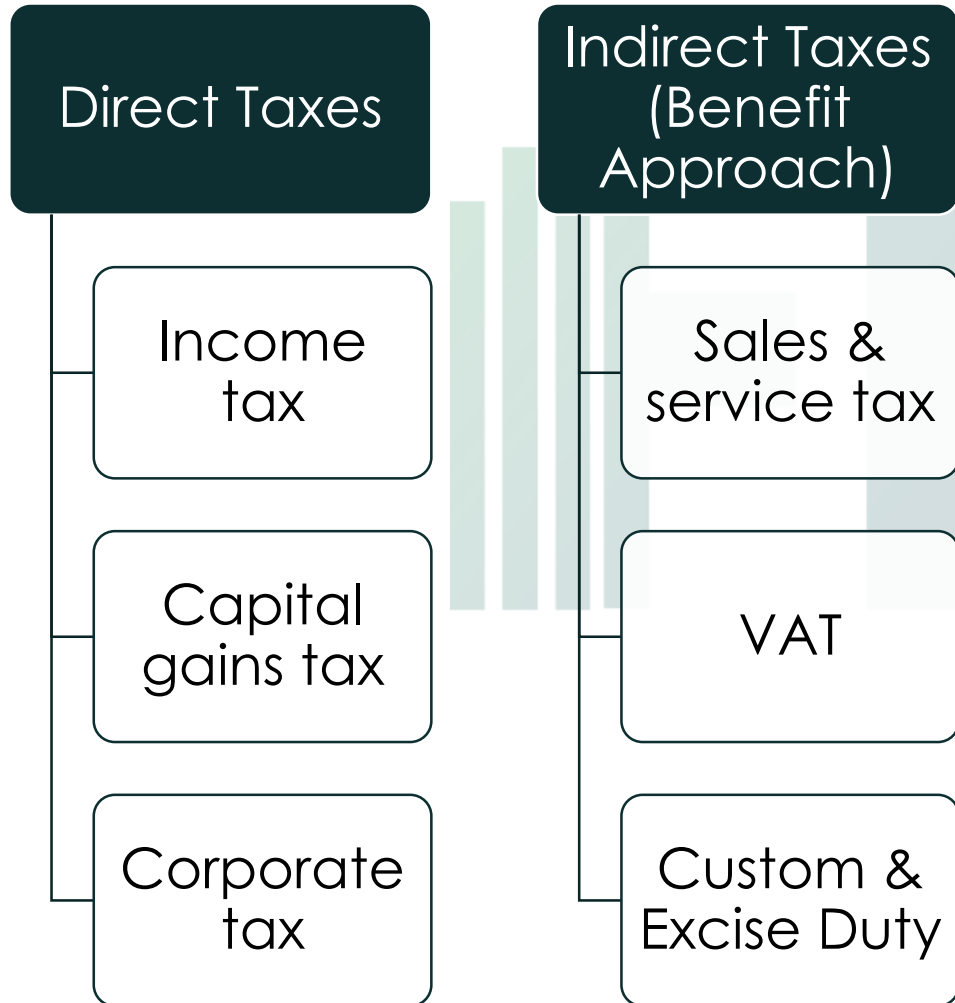 Direct Taxes
Income
tax
Capital
gains tax
Corporate
tax
Indirect Taxes
(Benefit
Approach)
Sales &
service tax
VAT
Custom &
Excise Duty